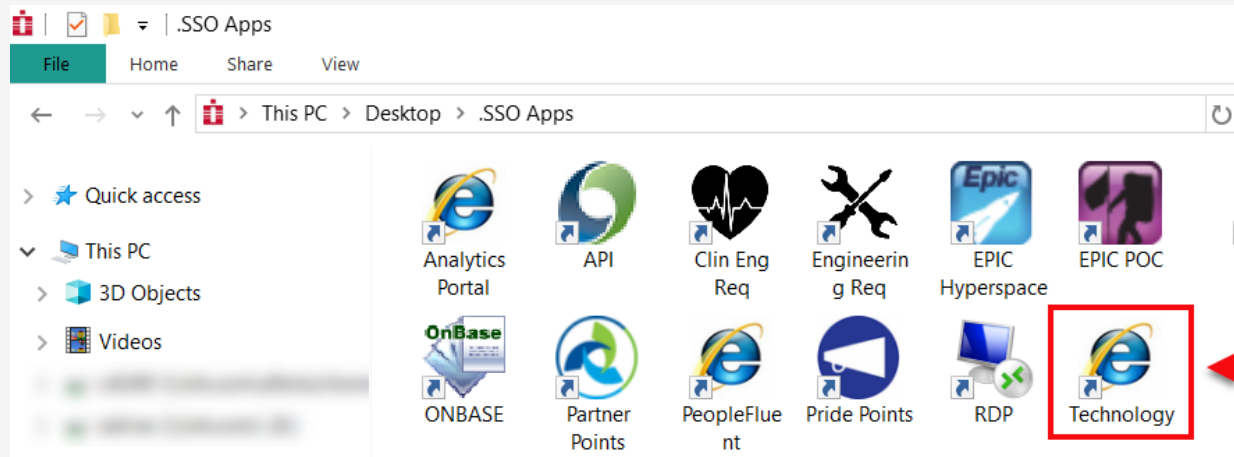 .SSO Apps
File Home Share View
This PC > Desktop > .SSO Apps
Quick access
This PC
3D Objects
Videos
Analytics Portal
API
Clin Eng Req
Engineerin g Req
Epic
EPIC Hyperspace
EPIC POC
OnBase
ONBASE
Partner Points
PeopleFlue nt
Pride Points
RDP
Technology